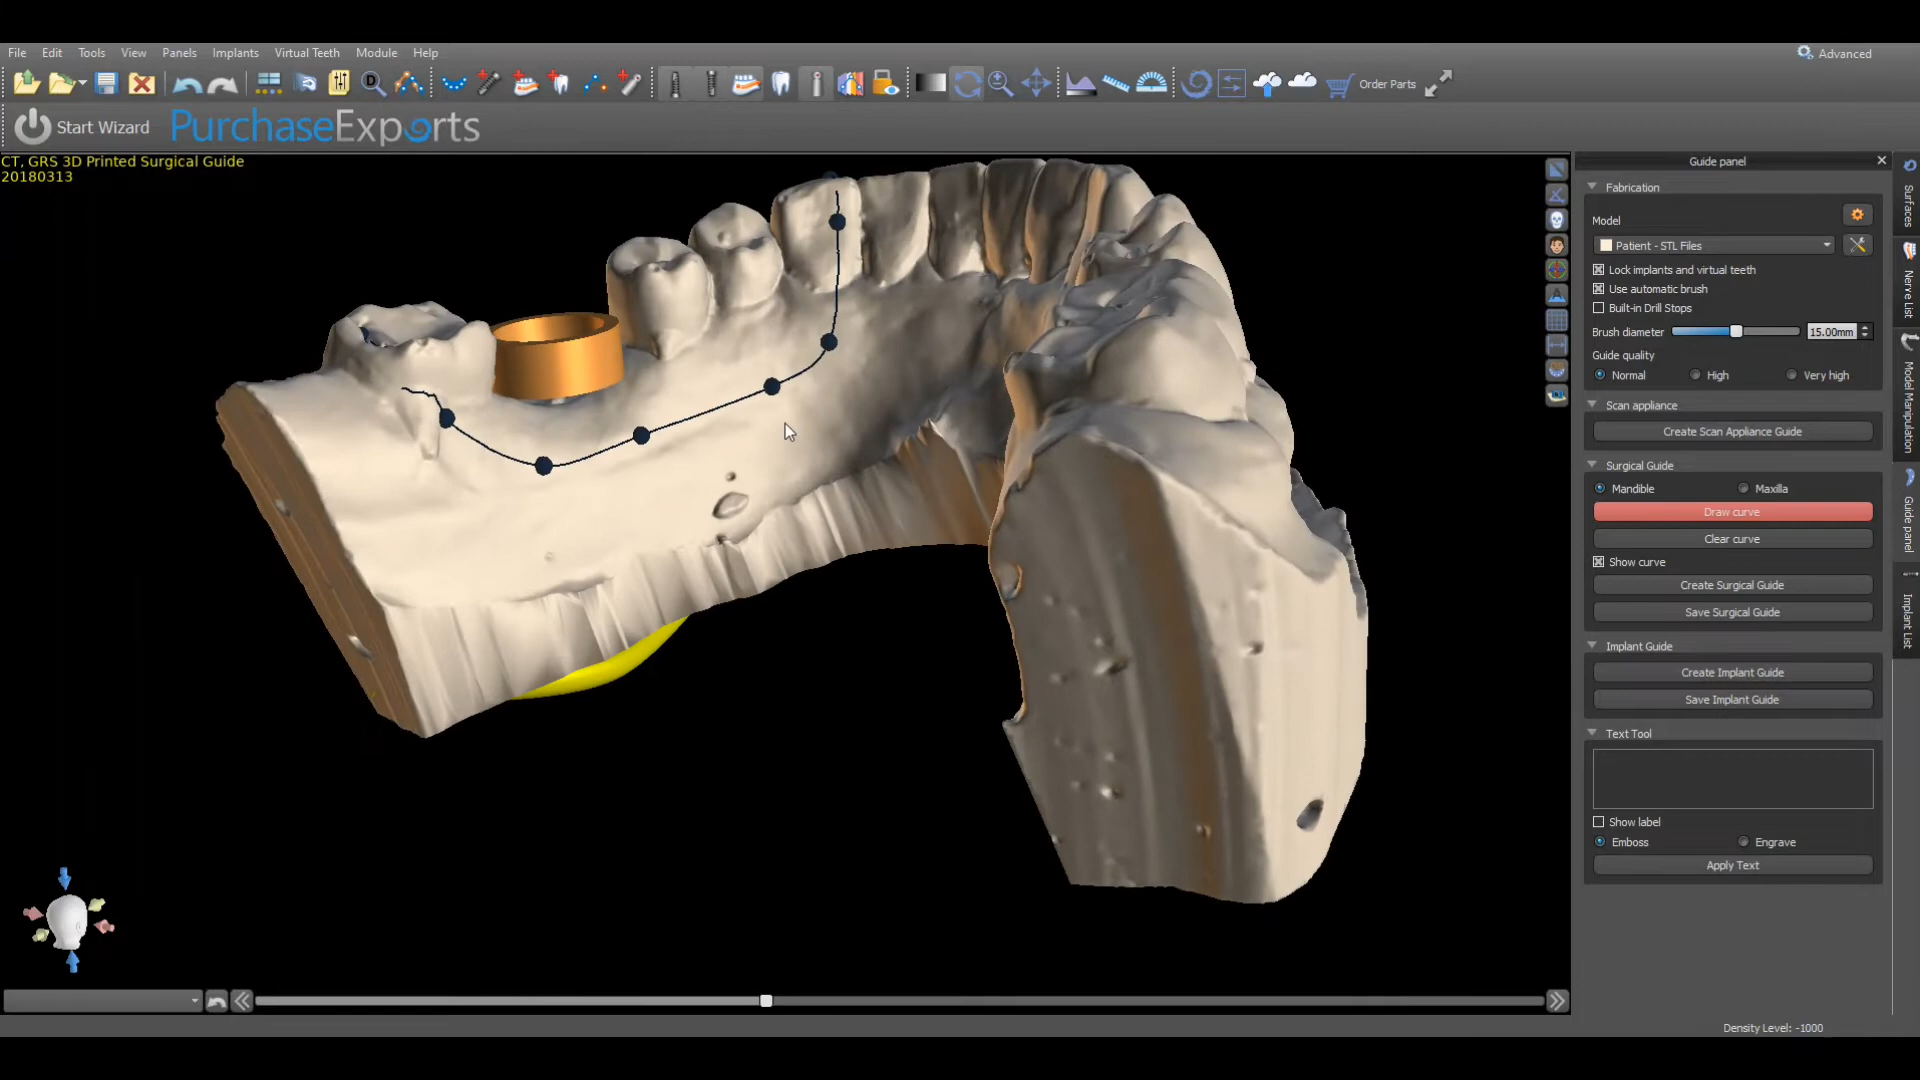 File Edit Tools View Panels Implants Virtual Teeth Module Help
Advanced
D
Order Parts
Start Wizard PurchaseExports
CT, GRS 3D Printed Surgical Guide
20180313
Guide panel
Fabrication
Model
Patient - STL Files
Lock implants and virtual teeth
Use automatic brush
Built-in Drill Stops
Brush diameter 15.00mm
Guide quality
Normal High Very high
Scan appliance
Create Scan Appliance Guide
Surgical Guide
Mandible Maxilla
Draw curve
Clear curve
Show curve
Create Surgical Guide
Save Surgical Guide
Implant Guide
Create Implant Guide
Save Implant Guide
Text Tool
Show label
Emboss Engrave
Apply Text
Surfaces
Nerve List
Model Manipulation
Guide panel
Implant List
Density Level: -1000